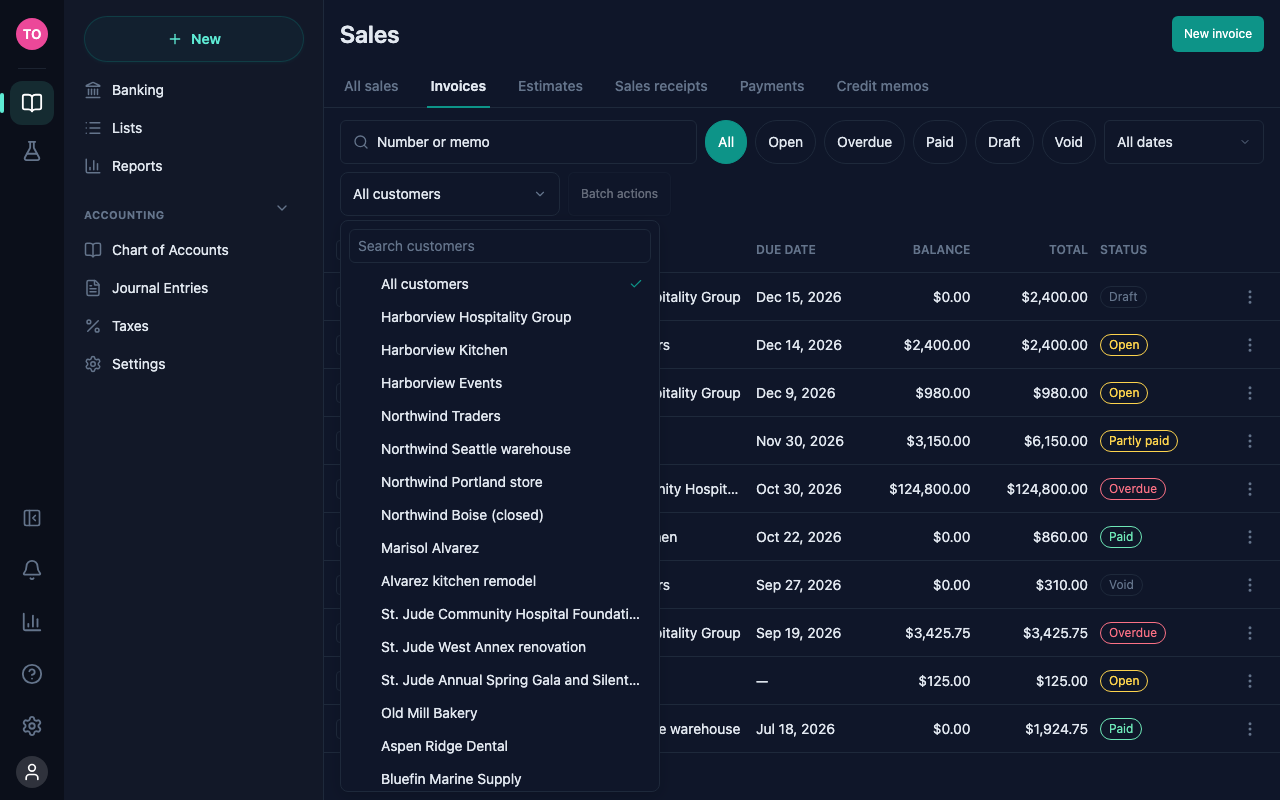 TO
New
Banking
Lists
Reports
ACCOUNTING
Chart of Accounts
Journal Entries
Taxes
Settings
Sales
New invoice
All sales
Invoices
Estimates
Sales receipts
Payments
Credit memos
Number or memo
All
Open
Overdue
Paid
Draft
Void
All dates
All customers
Batch actions
Search customers
All customers
Harborview Hospitality Group
Harborview Kitchen
Harborview Events
Northwind Traders
Northwind Seattle warehouse
Northwind Portland store
Northwind Boise (closed)
Marisol Alvarez
Alvarez kitchen remodel
St. Jude Community Hospital Foundati...
St. Jude West Annex renovation
St. Jude Annual Spring Gala and Silent...
Old Mill Bakery
Aspen Ridge Dental
Bluefin Marine Supply
DUE DATE BALANCE TOTAL STATUS
itality Group Dec 15, 2026 $0.00 $2,400.00 Draft
rs Dec 14, 2026 $2,400.00 $2,400.00 Open
itality Group Dec 9, 2026 $980.00 $980.00 Open
Nov 30, 2026 $3,150.00 $6,150.00 Partly paid
nity Hospit... Oct 30, 2026 $124,800.00 $124,800.00 Overdue
en Oct 22, 2026 $0.00 $860.00 Paid
rs Sep 27, 2026 $0.00 $310.00 Void
itality Group Sep 19, 2026 $3,425.75 $3,425.75 Overdue
— $125.00 $125.00 Open
e warehouse Jul 18, 2026 $0.00 $1,924.75 Paid